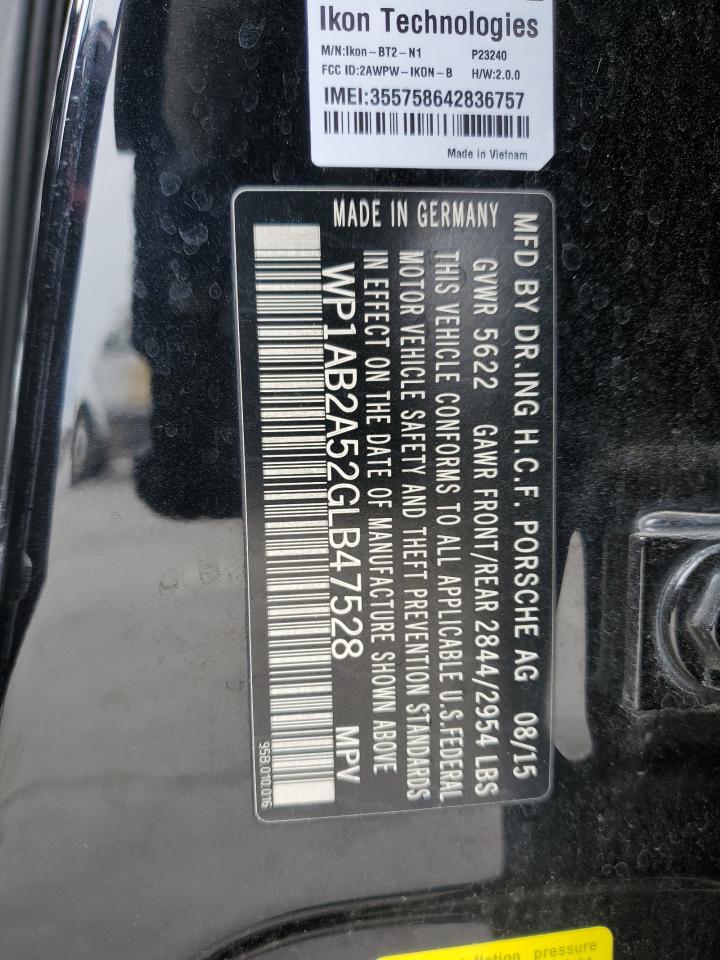 Ikon Technologies
M/N:Ikon-BT2-N1 P23240
FCC ID:2AWPW-IKON-B H/W:2.0.0
IMEI:355758642836757
Made in Vietnam
MFD BY DR.ING H.C.F. PORSCHE AG 08/15
MADE IN GERMANY
GVWR 5622 GAWR FRONT/REAR 2844/2954 LBS
THIS VEHICLE CONFORMS TO ALL APPLICABLE U.S.FEDERAL
MOTOR VEHICLE SAFETY AND THEFT PREVENTION STANDARDS
IN EFFECT ON THE DATE OF MANUFACTURE SHOWN ABOVE
WP1AB2A52GLB47528 MPV
95B.010.016
pressure